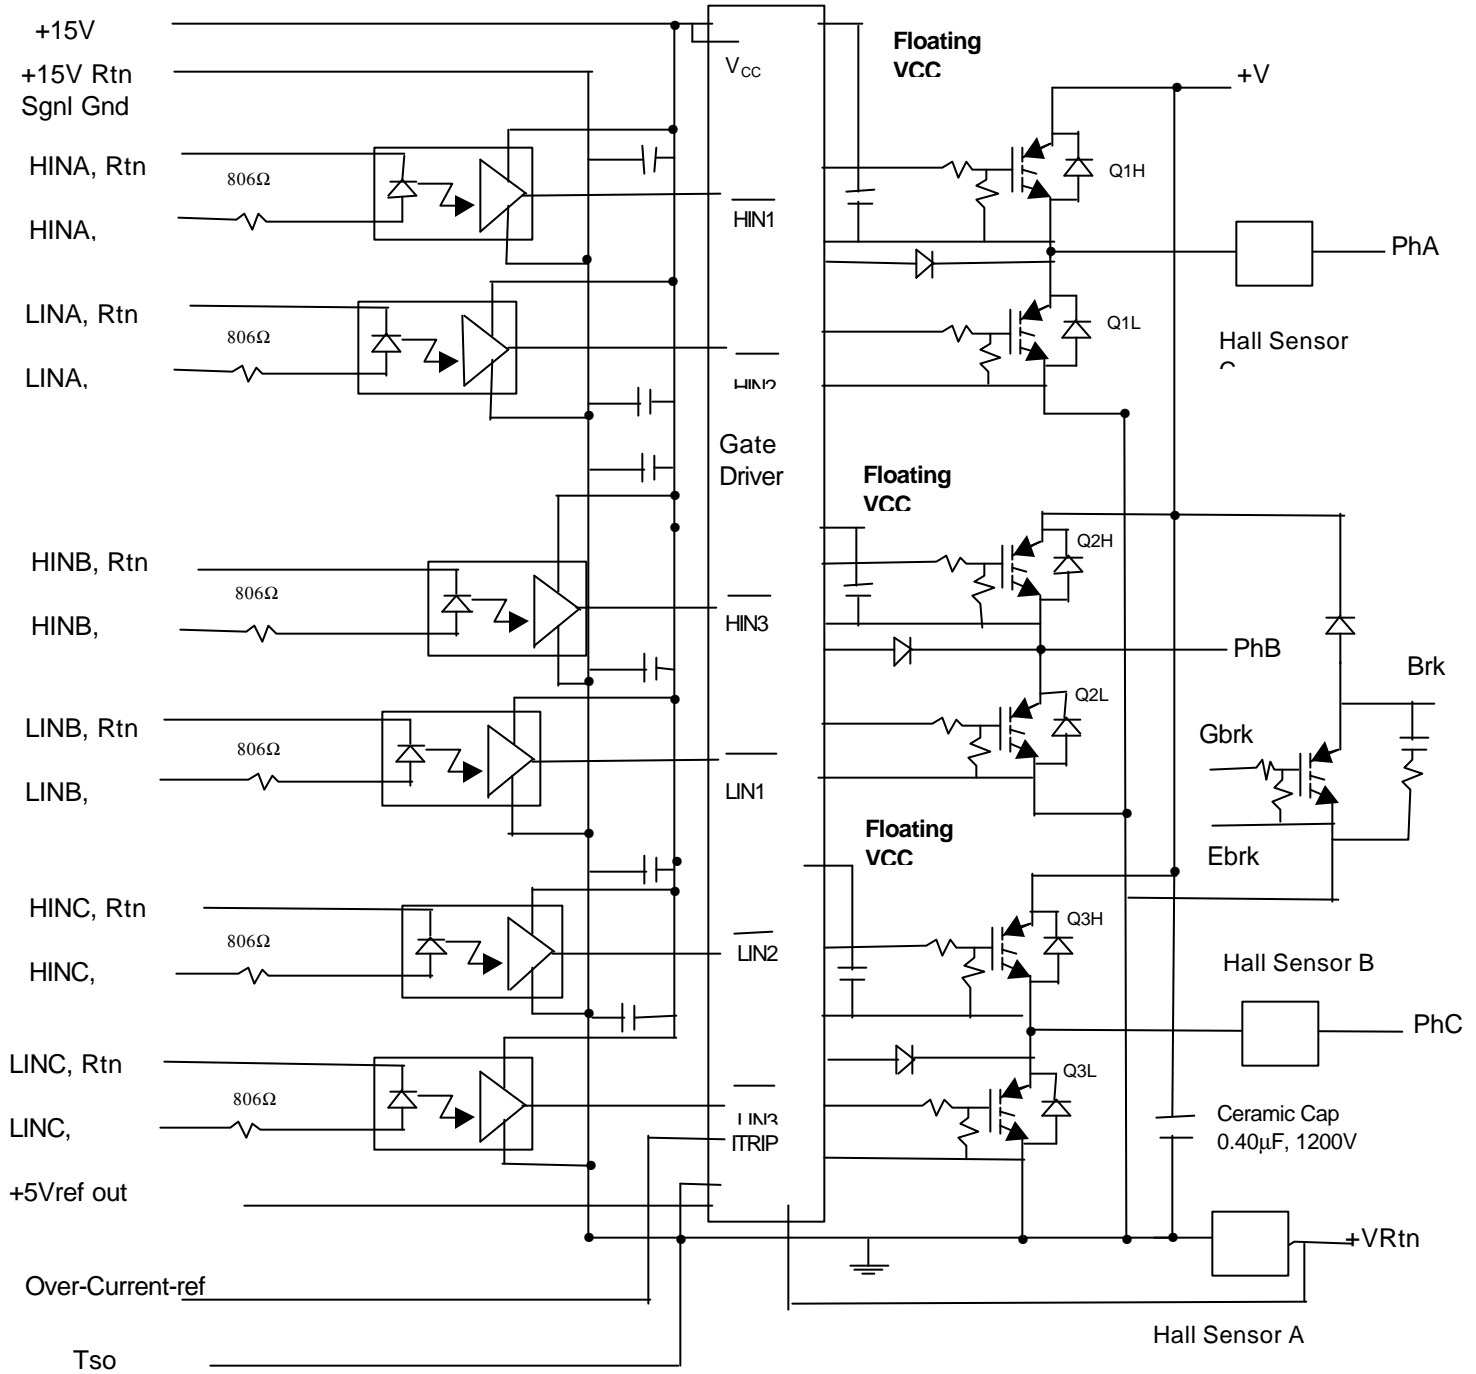 +15V
+15V Rtn
Sgnl Gnd
HINA, Rtn
806Ω
HINA,
LINA, Rtn
806Ω
LINA,
HINB, Rtn
806Ω
HINB,
LINB, Rtn
806Ω
LINB,
HINC, Rtn
806Ω
HINC,
LINC, Rtn
806Ω
LINC,
+5Vref out
Over-Current-ref
Tso
VCC
HIN1
HIN2
Gate
Driver
HIN3
LIN1
LIN2
LIN3
ITRIP
Floating
VCC
Q1H
Q1L
+V
PhA
Hall Sensor
Floating
VCC
Q2H
Q2L
PhB
Brk
Gbrk
Ebrk
Floating
VCC
Q3H
Q3L
Hall Sensor B
PhC
Ceramic Cap
0.40µF, 1200V
+VRtn
Hall Sensor A